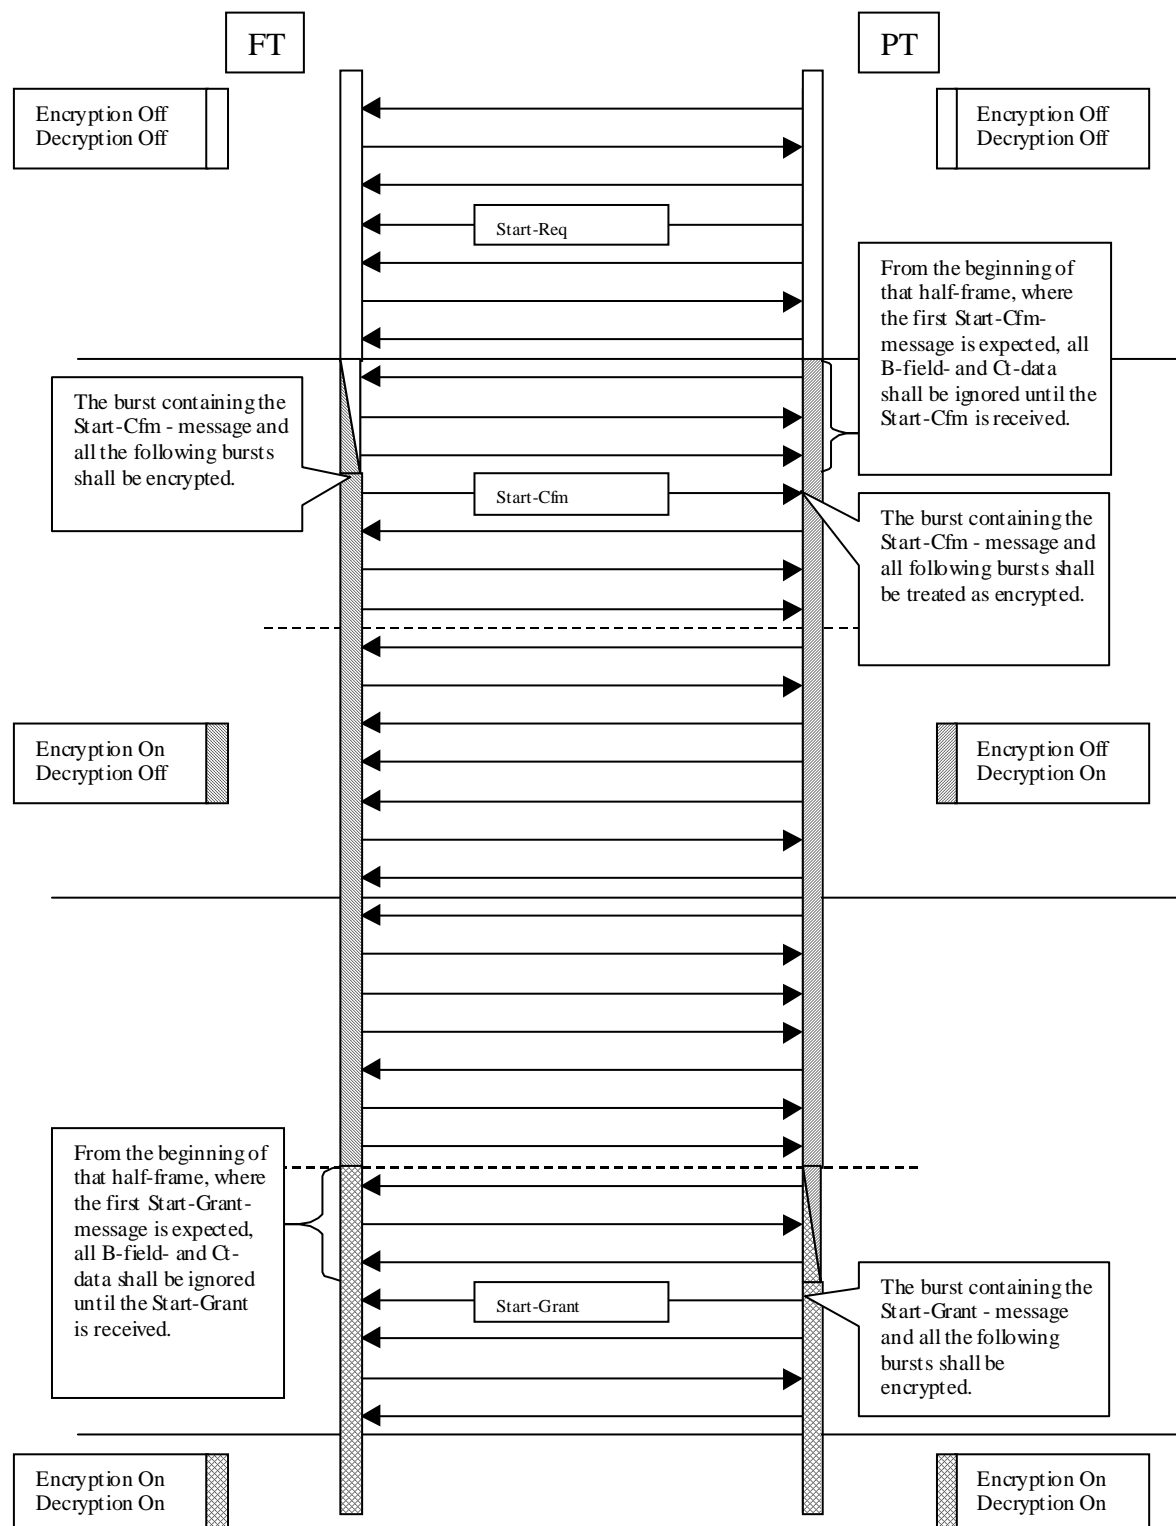 FT
PT
Encryption Off
Decryption Off
Encryption Off
Decryption Off
Start-Req
From the beginning of
that half-frame, where
the first Start-Cfm-
message is expected, all
B-field- and Ct-data
shall be ignored until the
Start-Cfm is received.
The burst containing the
Start-Cfm - message and
all the following bursts
shall be encrypted.
Start-Cfm
The burst containing the
Start-Cfm - message and
all following bursts shall
be treated as encrypted.
Encryption On
Decryption Off
Encryption Off
Decryption On
From the beginning of
that half-frame, where
the first Start-Grant-
message is expected,
all B-field- and Ct-
data shall be ignored
until the Start-Grant
is received.
Start-Grant
The burst containing the
Start-Grant - message
and all the following
bursts shall be
encrypted.
Encryption On
Decryption On
Encryption On
Decryption On